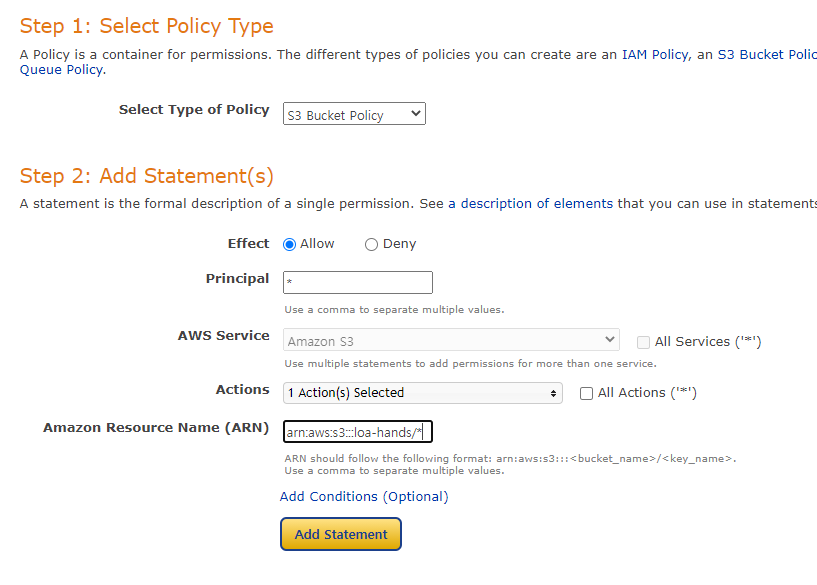 Step 1: Select Policy Type
A Policy is a container for permissions. The different types of policies you can create are an IAM Policy, an S3 Bucket Polic
Queue Policy.
Select Type of Policy S3 Bucket Policy
Step 2: Add Statement(s)
A statement is the formal description of a single permission. See a description of elements that you can use in statements
Effect Allow Deny
Principal *
Use a comma to separate multiple values.
AWS Service Amazon S3 All Services ('*')
Use multiple statements to add permissions for more than one service.
Actions 1 Action(s) Selected All Actions ('*')
Amazon Resource Name (ARN) arn:aws:s3:::loa-hands/*
ARN should follow the following format: arn:aws:s3:::<bucket_name>/<key_name>.
Use a comma to separate multiple values.
Add Conditions (Optional)
Add Statement